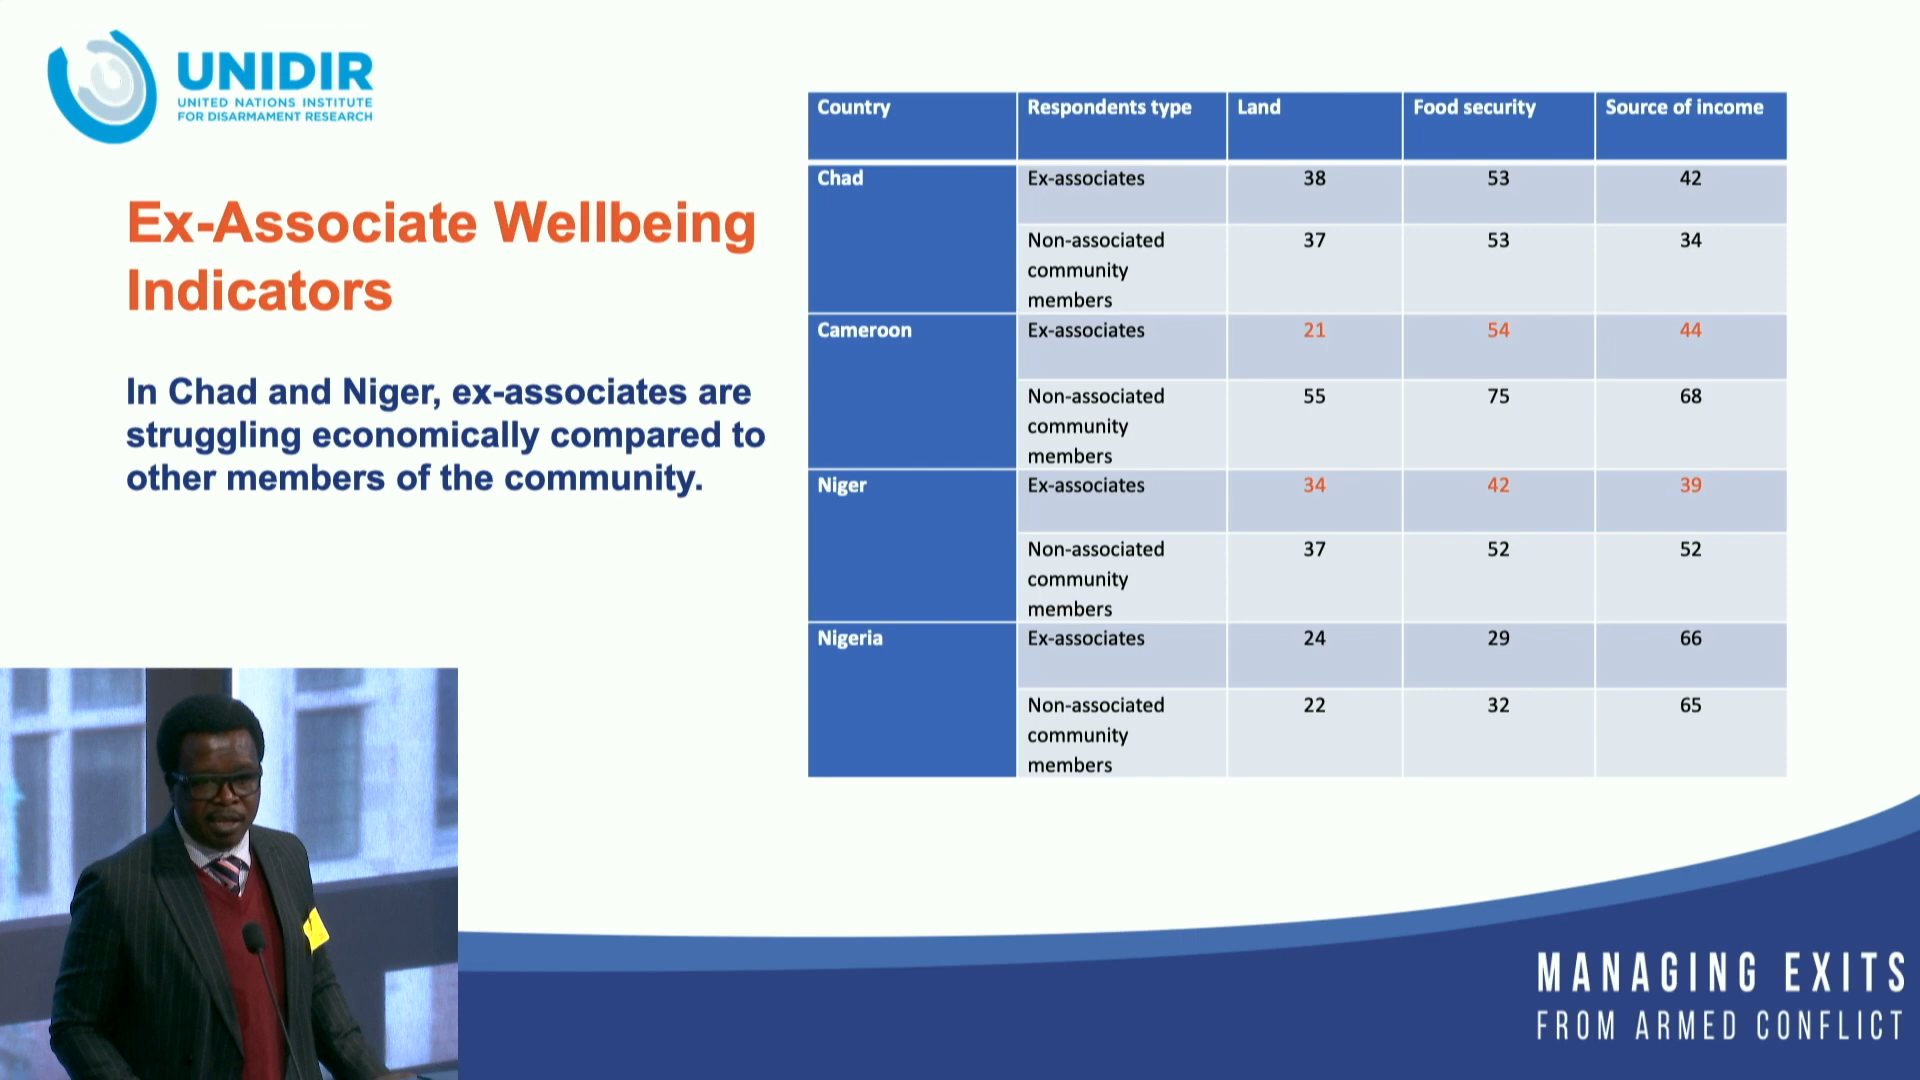 UNIDIR
UNITED NATIONS INSTITUTE
FOR DISARMAMENT RESEARCH
Ex-Associate Wellbeing
Indicators
In Chad and Niger, ex-associates are
struggling economically compared to
other members of the community.
Country Respondents type Land Food security Source of income
Chad Ex-associates 38 53 42
Non-associated 37 53 34
community
members
Cameroon Ex-associates 21 54 44
Non-associated 55 75 68
community
members
Niger Ex-associates 34 42 39
Non-associated 37 52 52
community
members
Nigeria Ex-associates 24 29 66
Non-associated 22 32 65
community
members
MANAGING EXITS
FROM ARMED CONFLICT